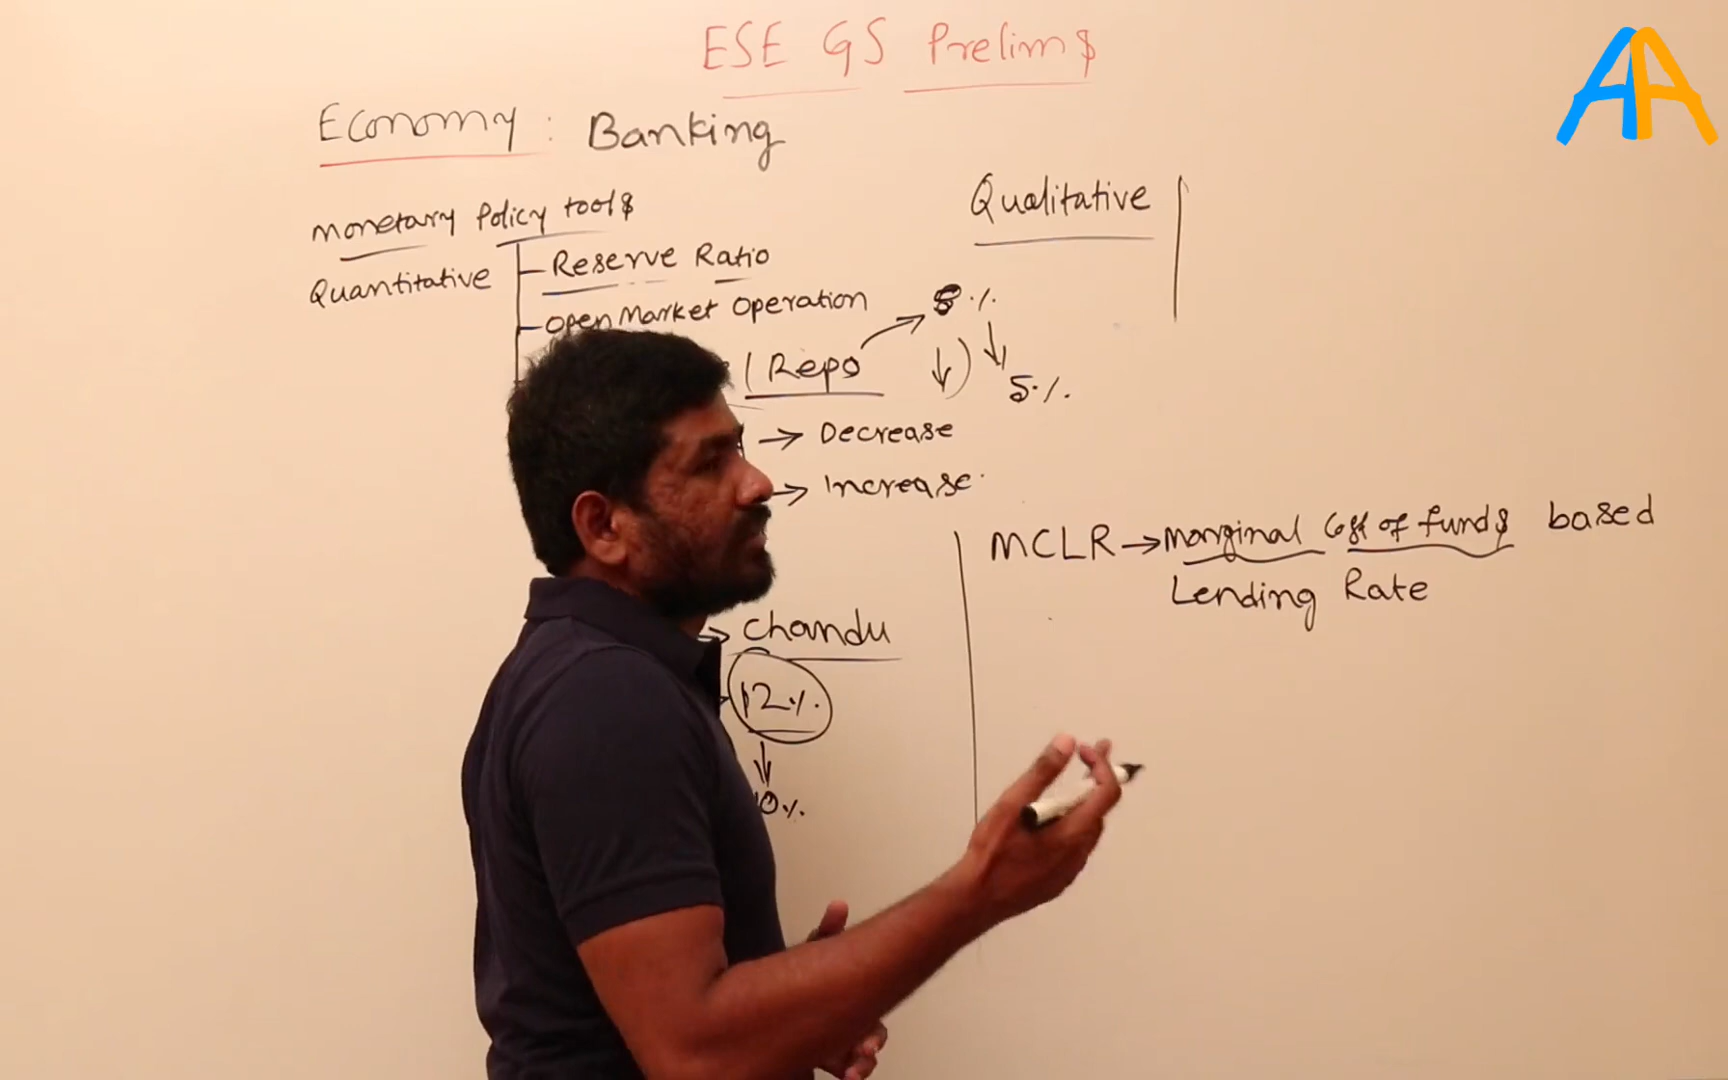 ESE GS Prelims
Economy : Banking
Monetary Policy tools
Quantitative
Reserve Ratio
Open Market Operation
Repo
8%
5%
→ Decrease
→ Increase
Qualitative
→ Chandu
12%
10%
MCLR → Marginal Cost of funds based
Lending Rate
AA